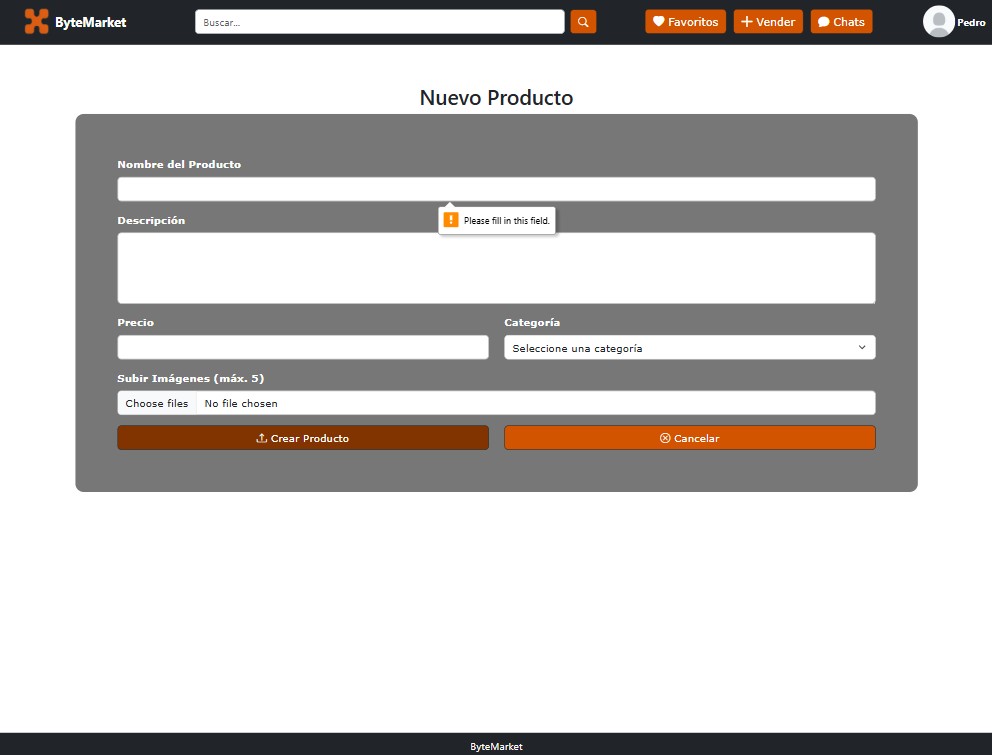 ByteMarket
Buscar...
Favoritos
Vender
Chats
Pedro
Nuevo Producto
Nombre del Producto
Please fill in this field.
Descripción
Precio
Categoría
Seleccione una categoría
Subir Imágenes (máx. 5)
Choose files No file chosen
Crear Producto
Cancelar
ByteMarket